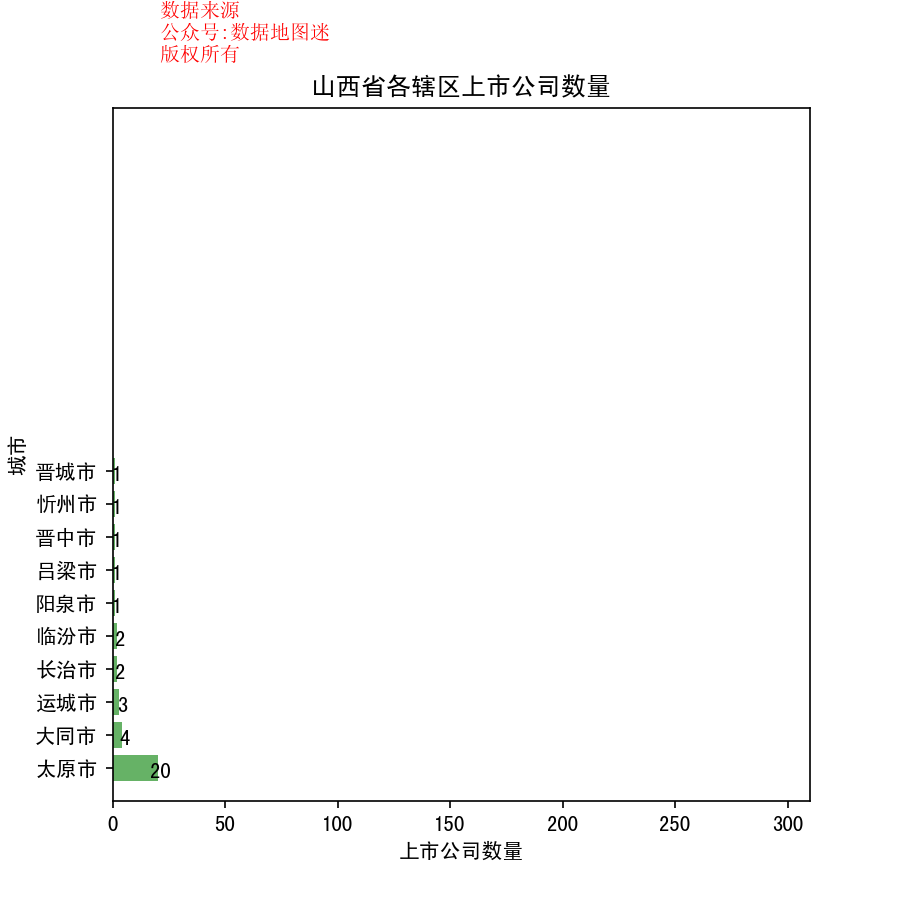 数据来源
公众号:数据地图迷
版权所有
山西省各辖区上市公司数量
城市
晋城市 1
忻州市 1
晋中市 1
吕梁市 1
阳泉市 1
临汾市 2
长治市 2
运城市 3
大同市 4
太原市 20
0 50 100 150 200 250 300
上市公司数量